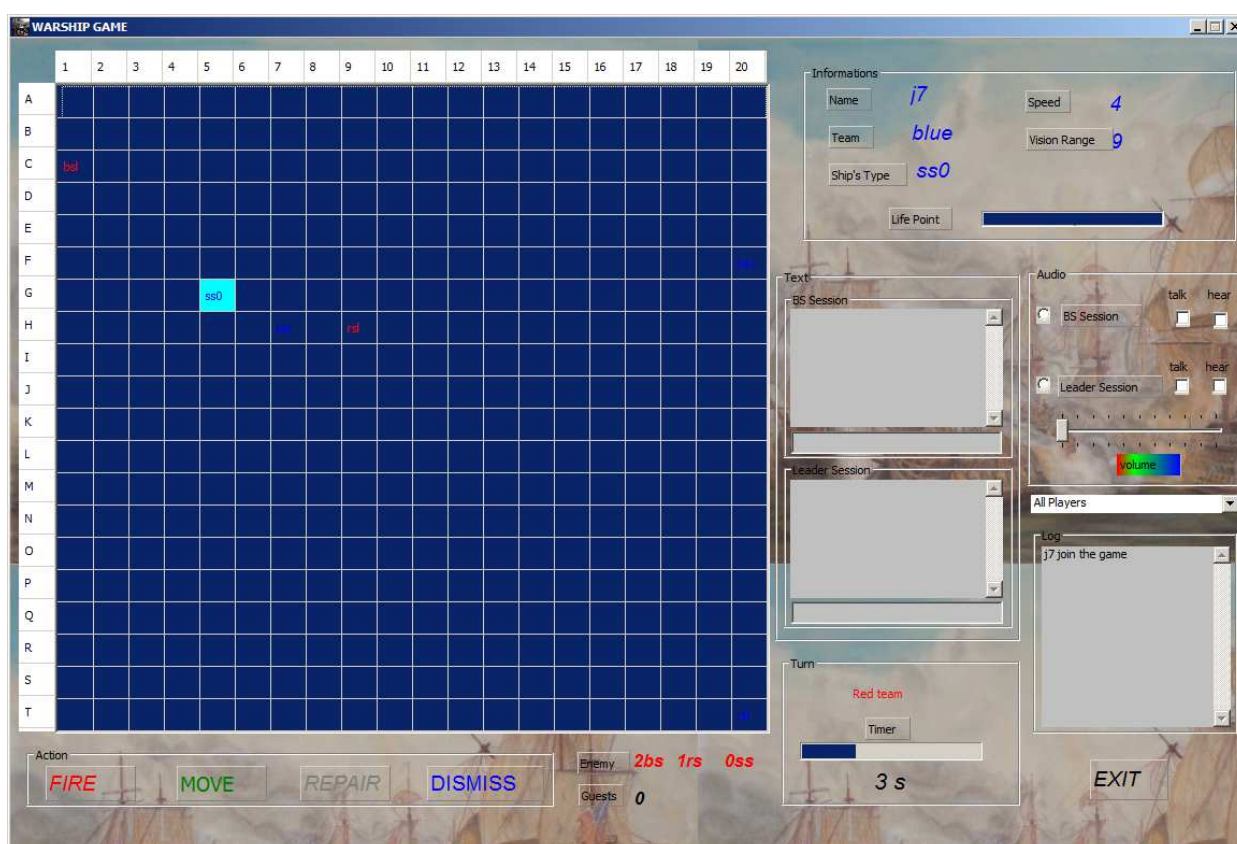 WARSHIP GAME
1 2 3 4 5 6 7 8 9 10 11 12 13 14 15 16 17 18 19 20
A
B
C
D
E
F
G
H
I
J
K
L
M
N
O
P
Q
R
S
T
ss0
Informations
Name j7 Speed 4
Team blue Vision Range 9
Ship's Type ss0
Life Point
Text
BS Session
Leader Session
Audio
talk hear
BS Session
talk hear
Leader Session
volume
All Players
Log
j7 join the game
Turn
Red team
Timer
3 s
Action
FIRE MOVE REPAIR DISMISS
Enemy 2bs 1rs 0ss
Guests 0
EXIT